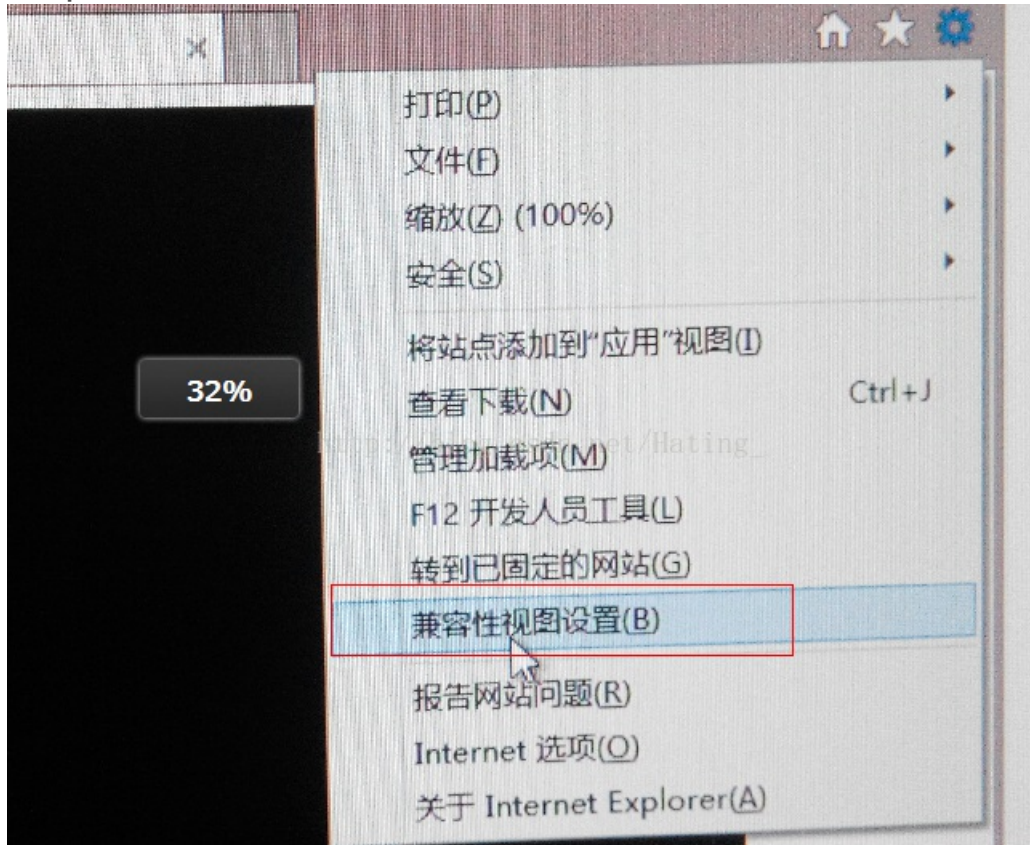 打印(P)
文件(F)
缩放(Z) (100%)
安全(S)
将站点添加到“应用”视图(I)
32%
查看下载(N) Ctrl+J
管理加载项(M)
F12 开发人员工具(L)
转到已固定的网站(G)
兼容性视图设置(B)
报告网站问题(R)
Internet 选项(O)
关于 Internet Explorer(A)